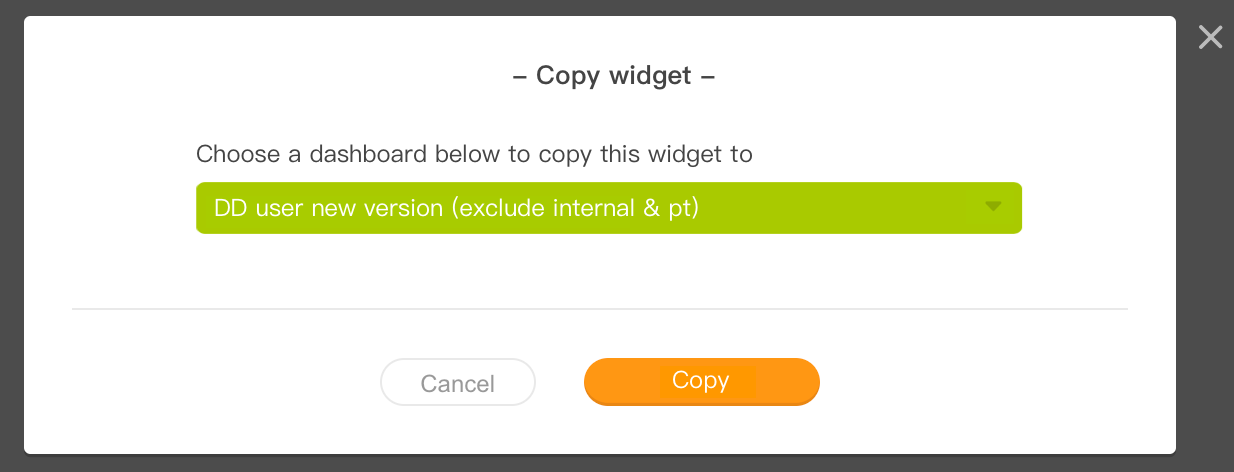 – Copy widget –
Choose a dashboard below to copy this widget to
DD user new version (exclude internal & pt)
Cancel
Copy